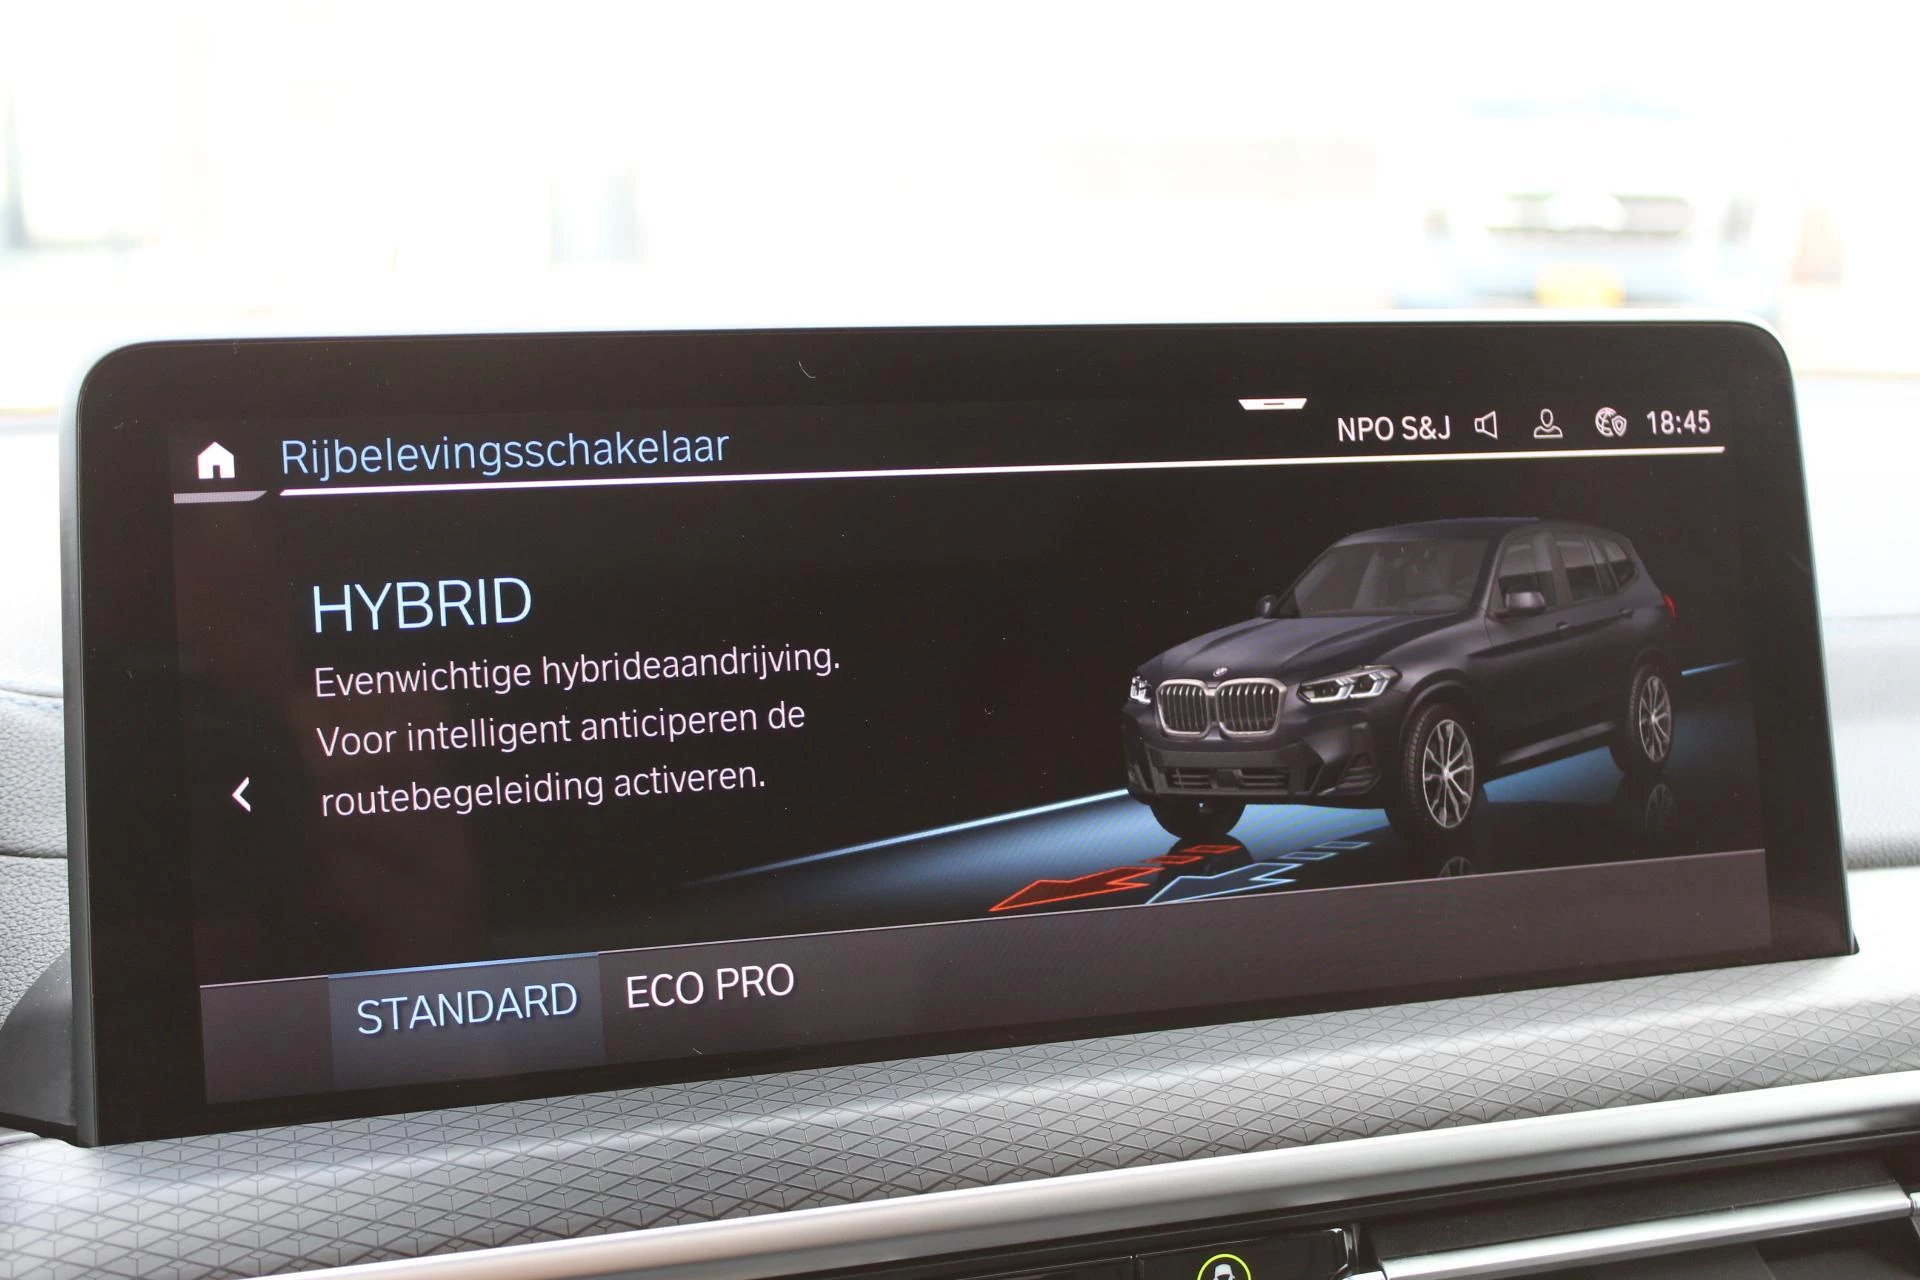 Rijbelevingsschakelaar
NPO S&J 18:45
HYBRID
Evenwichtige hybrideaandrijving.
Voor intelligent anticiperen de
routebegeleiding activeren.
STANDARD ECO PRO